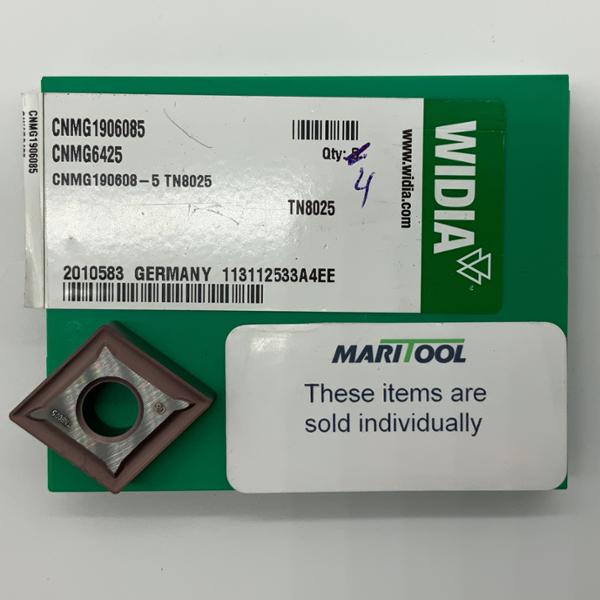 CNMG1906085
CNMG1906085
CNMG6425
CNMG190608-5 TN8025
Qty:
4
TN8025
2010583 GERMANY 113112533A4EE
www.widia.com
WIDIA
MARITOOL
These items are
sold individually